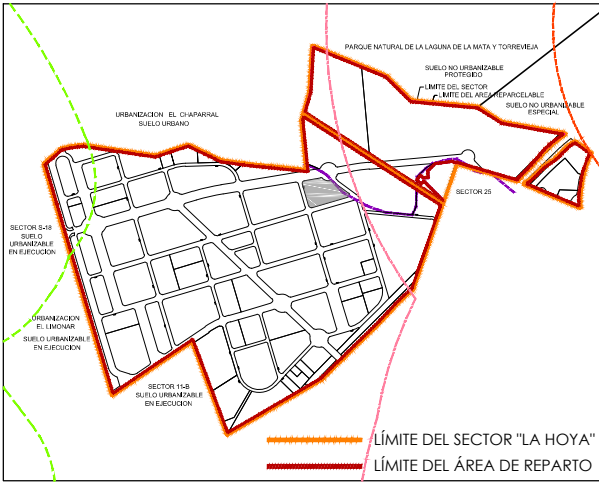 PARQUE NATURAL DE LA LAGUNA DE LA MATA Y TORREVIEJA
SUELO NO URBANIZABLE
PROTEGIDO
LIMITE DEL SECTOR
LIMITE DEL AREA REPARCELABLE
SUELO NO URBANIZABLE
ESPECIAL
URBANIZACION EL CHAPARRAL
SUELO URBANO
SECTOR 25
SECTOR S-18
SUELO
URBANIZABLE
EN EJECUCION
URBANIZACION
EL LIMONAR
SUELO URBANIZABLE
EN EJECUCION
SECTOR 11-B
SUELO URBANIZABLE
EN EJECUCION
LÍMITE DEL SECTOR "LA HOYA"
LÍMITE DEL ÁREA DE REPARTO